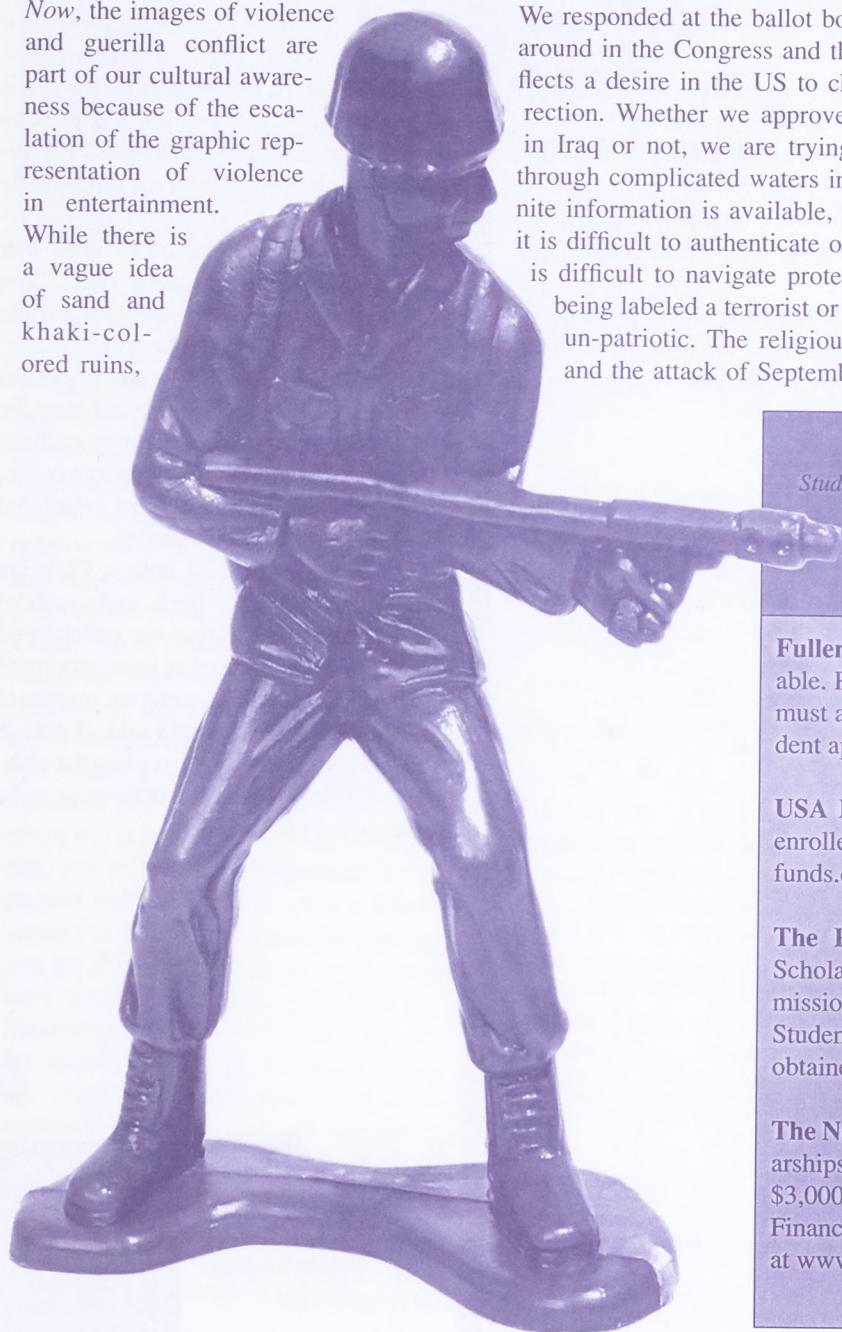 Now, the images of violence
and guerilla conflict are
part of our cultural aware-
ness because of the esca-
lation of the graphic rep-
resentation of violence
in entertainment.
While there is
a vague idea
of sand and
khaki-col-
ored ruins,
We responded at the ballot bo
around in the Congress and th
flects a desire in the US to c
rection. Whether we approve
in Iraq or not, we are trying
through complicated waters i
nite information is available,
it is difficult to authenticate o
is difficult to navigate prote
being labeled a terrorist or
un-patriotic. The religiou
and the attack of Septemb
Stud
Fuller
able. F
must a
dent ap
USA
enrolle
funds.
The
Schola
missio
Studen
obtain
The N
arships
$3,000
Financ
at www